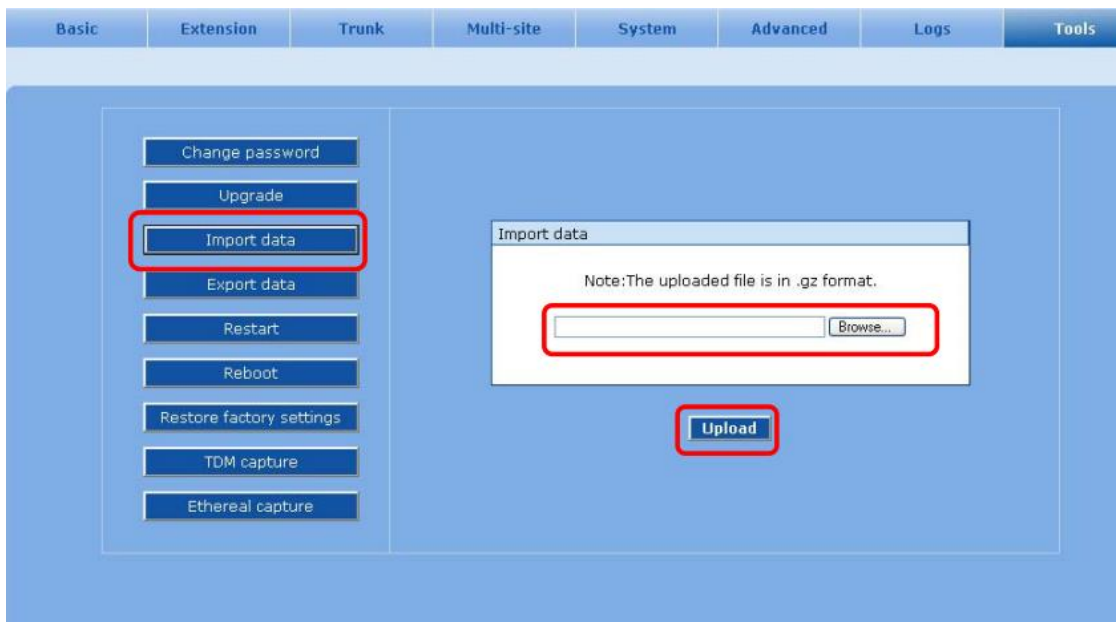 Basic Extension Trunk Multi-site System Advanced Logs Tools
Change password
Upgrade
Import data
Export data
Restart
Reboot
Restore factory settings
TDM capture
Ethereal capture
Import data
Note:The uploaded file is in .gz format.
Browse...
Upload